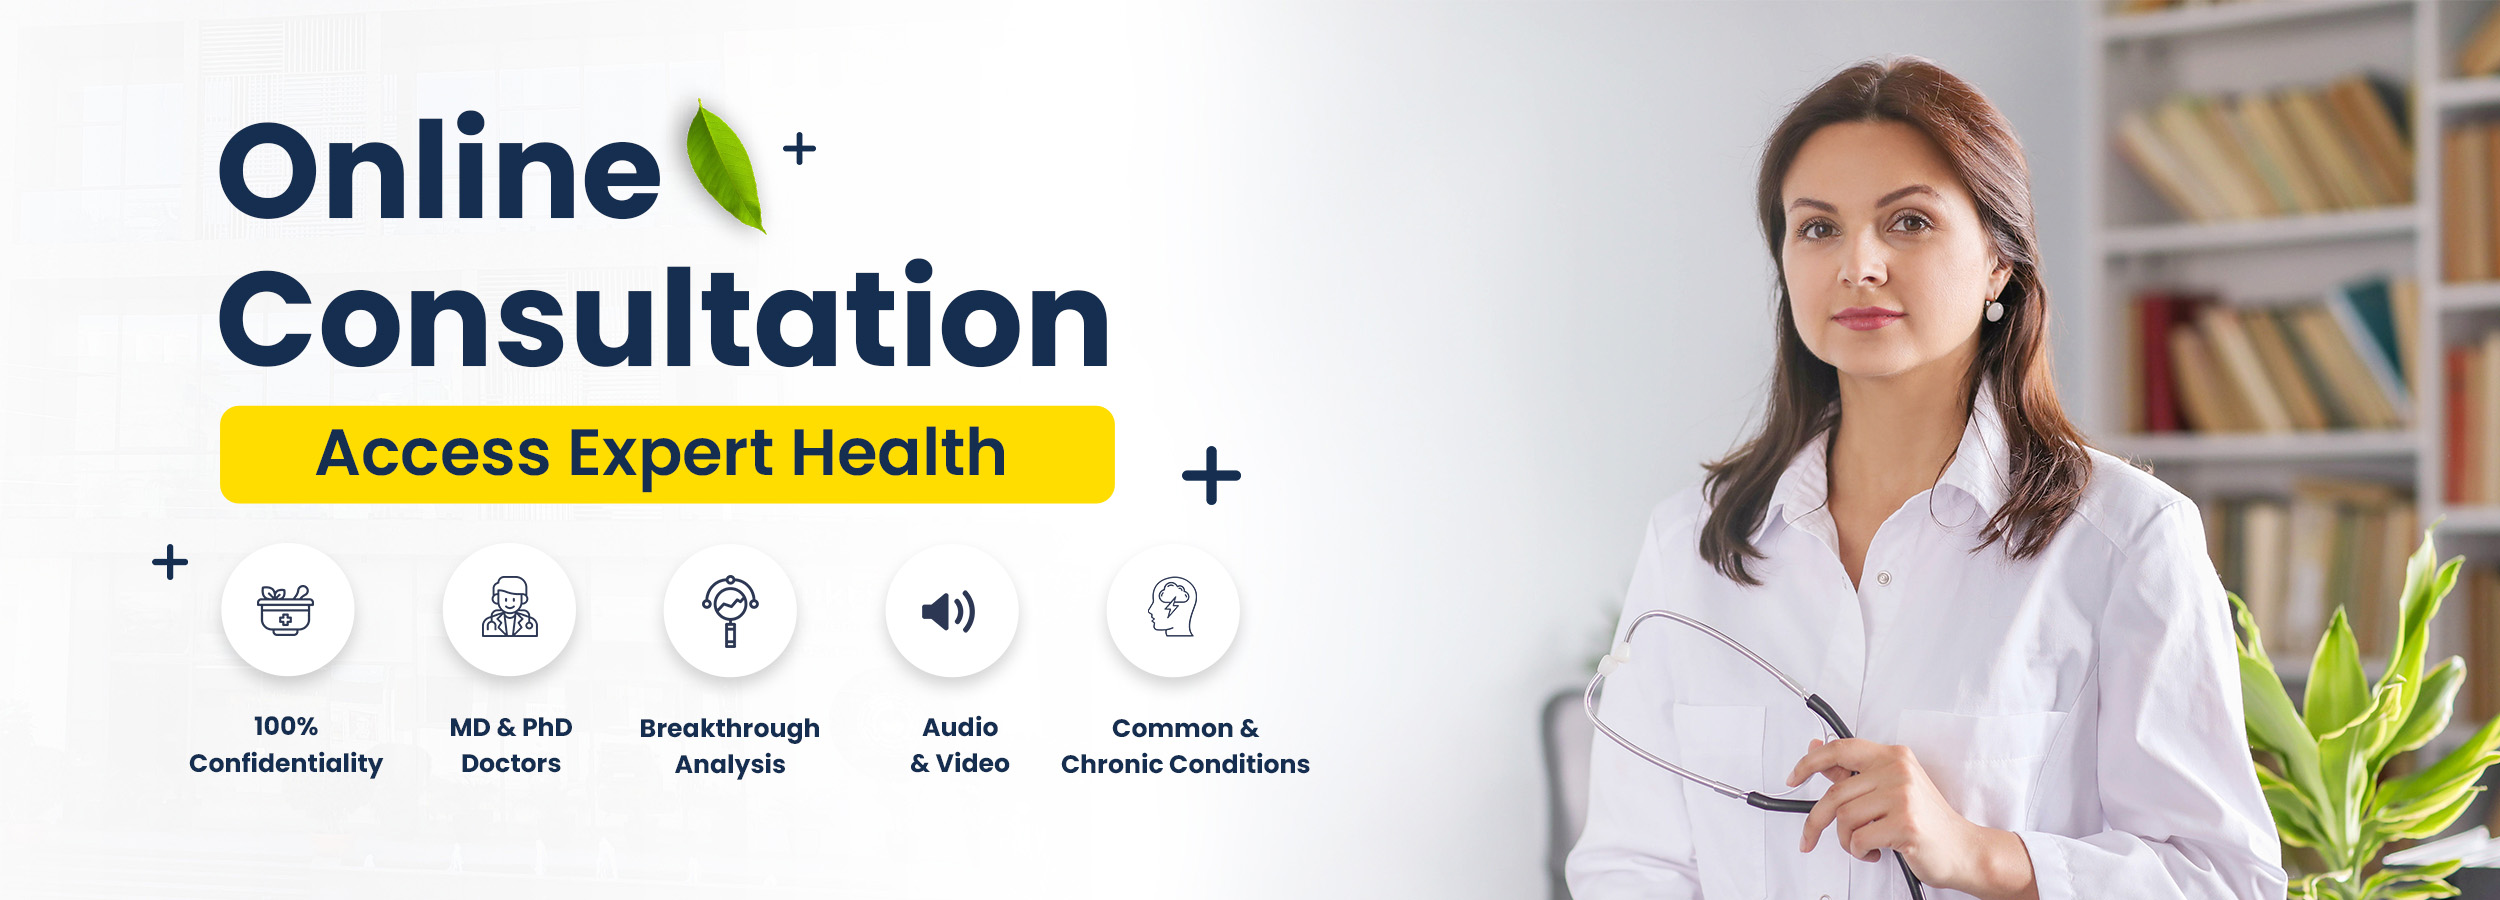 Online
Consultation
Access Expert Health
100%
Confidentiality
MD & PhD
Doctors
Breakthrough
Analysis
Audio
& Video
Common &
Chronic Conditions